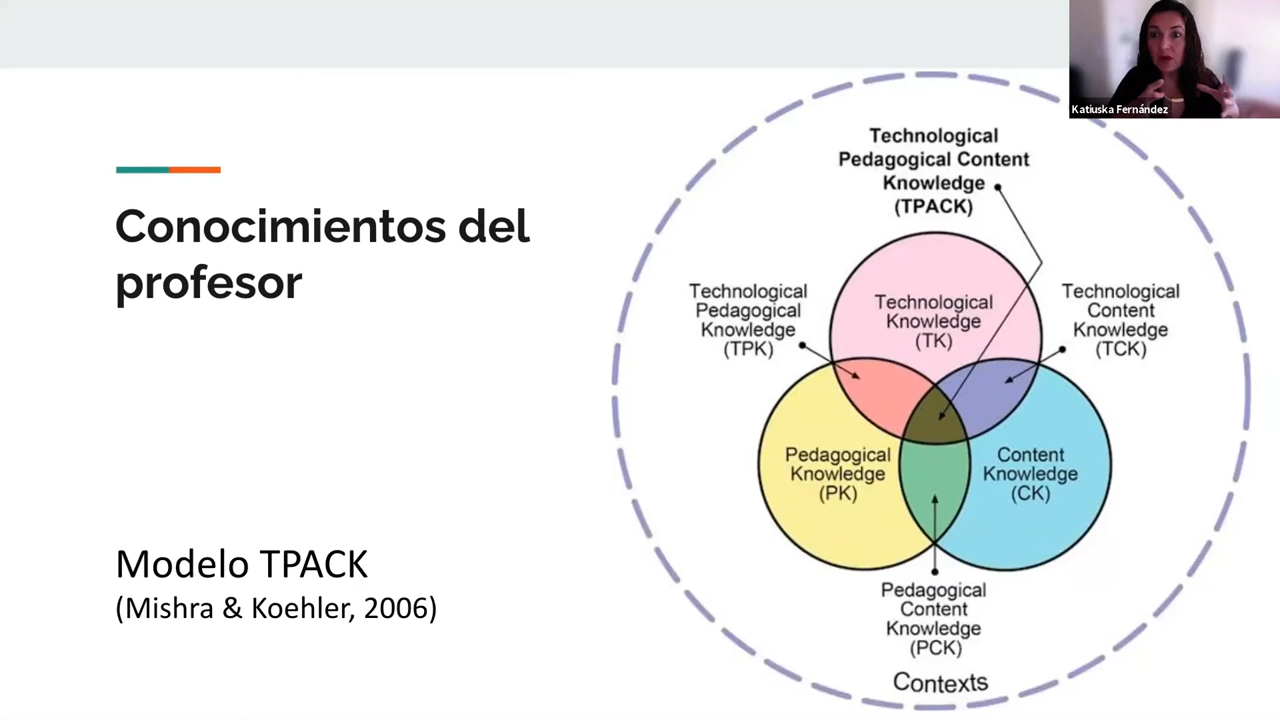 Katiuska Fernández
Conocimientos del
profesor
Modelo TPACK
(Mishra & Koehler, 2006)
Technological
Pedagogical Content
Knowledge
(TPACK)
Technological
Pedagogical
Knowledge
(TPK)
Technological
Knowledge
(TK)
Technological
Content
Knowledge
(TCK)
Pedagogical
Knowledge
(PK)
Content
Knowledge
(CK)
Pedagogical
Content
Knowledge
(PCK)
Contexts